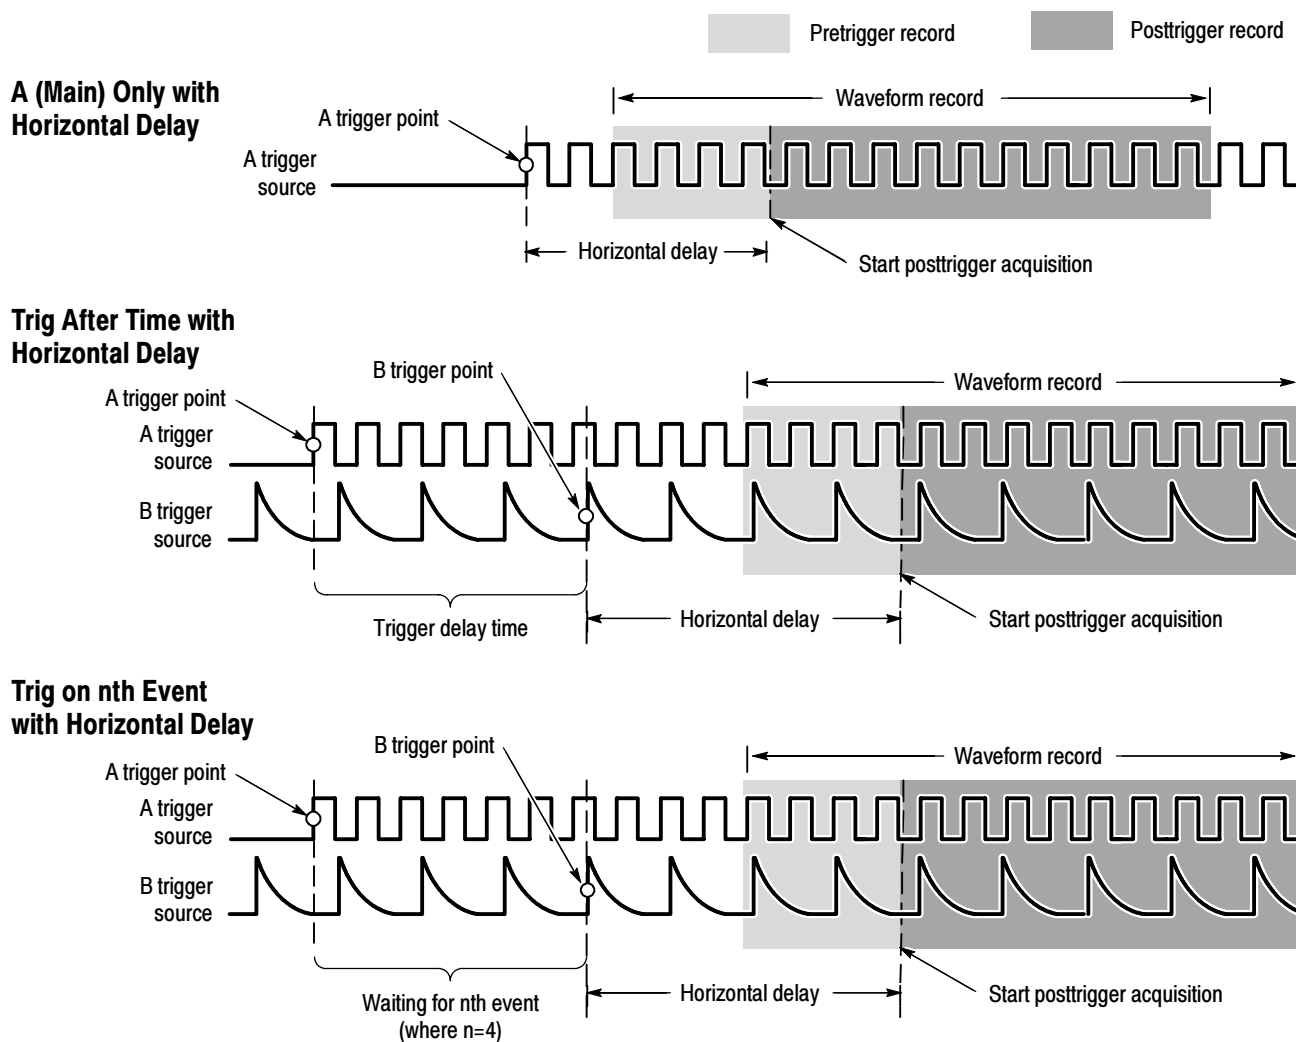 Pretrigger record
Posttrigger record
A (Main) Only with
Horizontal Delay
Waveform record
A trigger point
A trigger
source
Horizontal delay
Start posttrigger acquisition
Trig After Time with
Horizontal Delay
B trigger point
Waveform record
A trigger point
A trigger
source
B trigger
source
Trigger delay time
Horizontal delay
Start posttrigger acquisition
Trig on nth Event
with Horizontal Delay
B trigger point
Waveform record
A trigger point
A trigger
source
B trigger
source
Waiting for nth event
(where n=4)
Horizontal delay
Start posttrigger acquisition